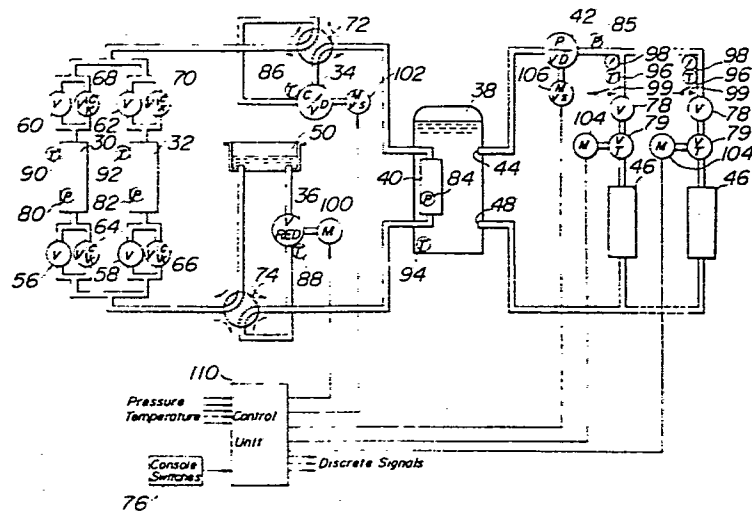 72
42 85
P
V D
68 70 86 34 102
98 98
106
M
V S
96 96
C
V D
M
V S
38
99 99
V V V V
60 62
50
104 78 78
79 79
30 32
M V T M V T
104
90 92
40 44
46 46
36 100
80 P 82 P
P 84
V
RED
M
48
64
V V
56 58 66
88
74
94
110
Pressure
Temperature
Control
Unit
Console
Switches
Discrete Signals
76